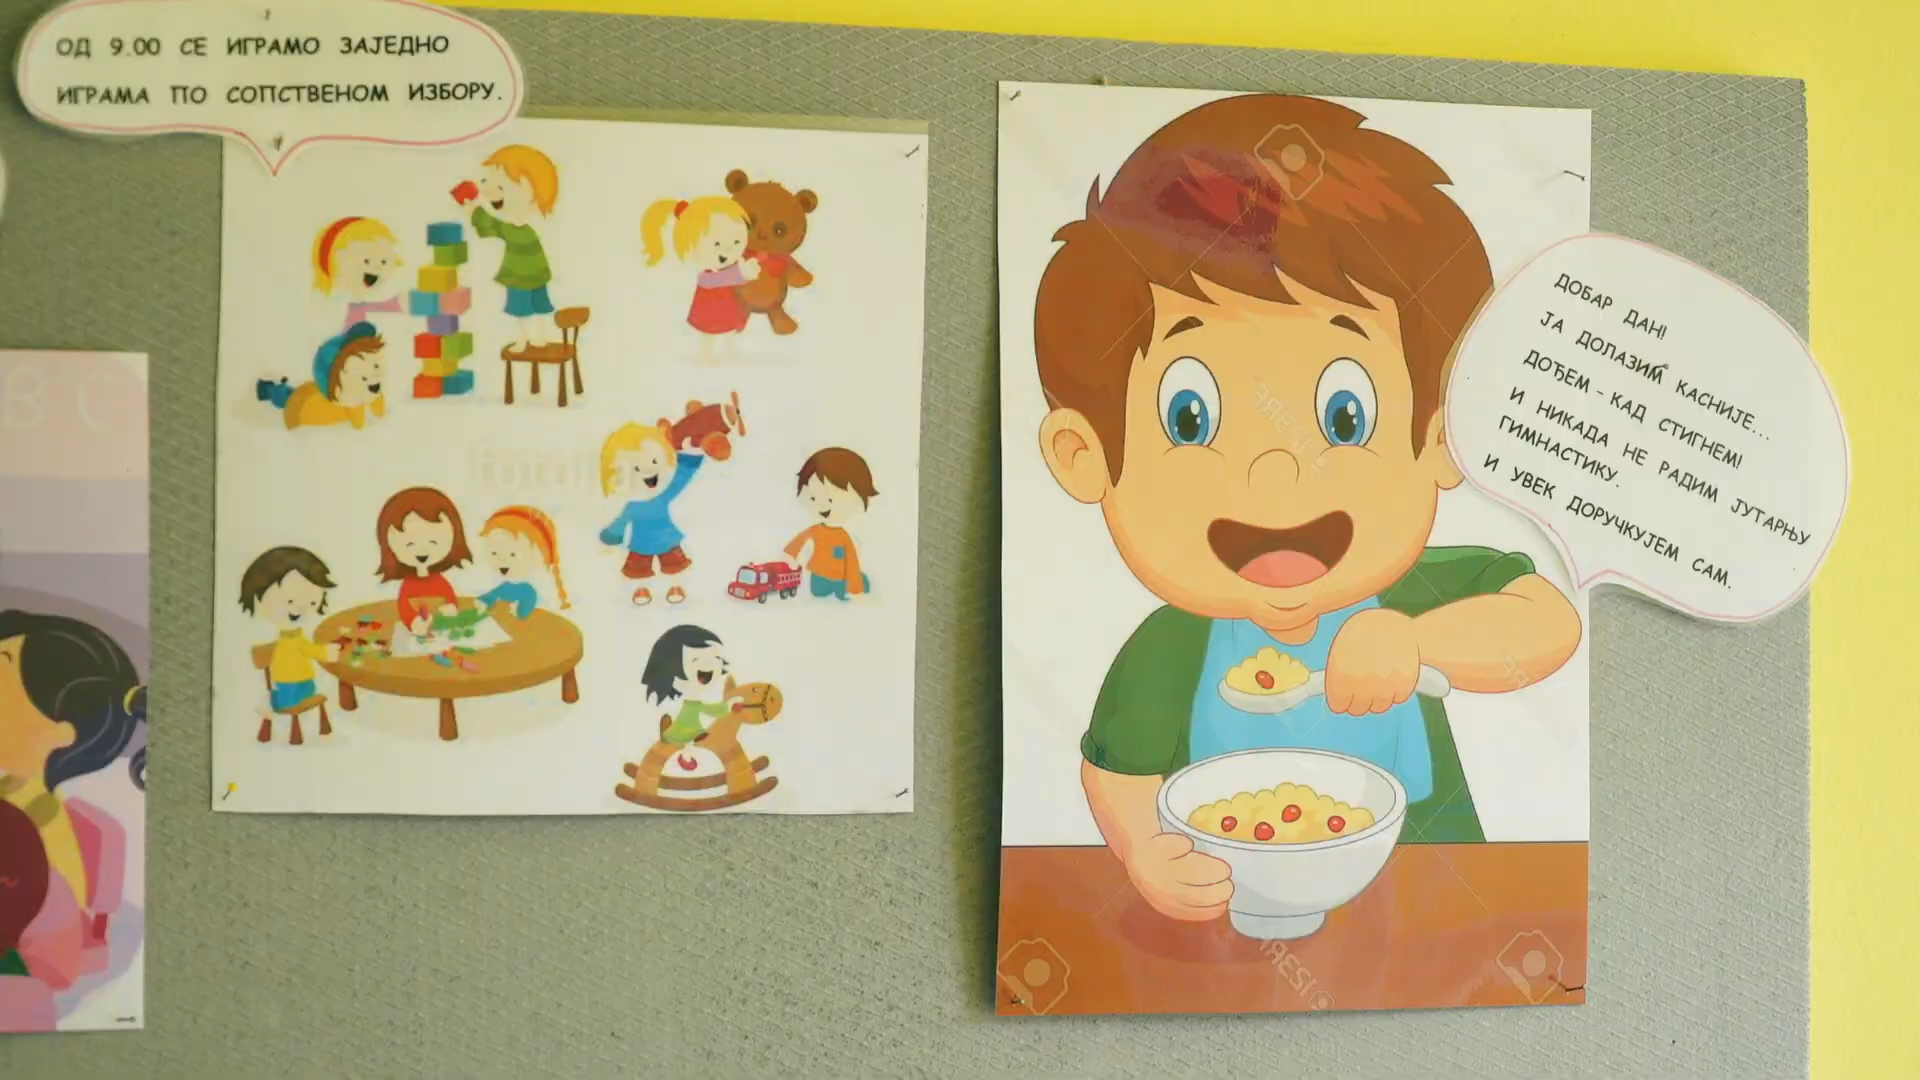 ОД 9.00 СЕ ИГРАМО ЗАЈЕДНО
ИГРАМА ПО СОПСТВЕНОМ ИЗБОРУ.
ДОБАР ДАН!
ЈА ДОЛАЗИМ КАСНИЈЕ...
ДОЂЕМ - КАД СТИГНЕМ!
И НИКАДА НЕ РАДИМ ЈУТАРЊУ
ГИМНАСТИКУ.
И УВЕК ДОРУЧКУЈЕМ САМ.